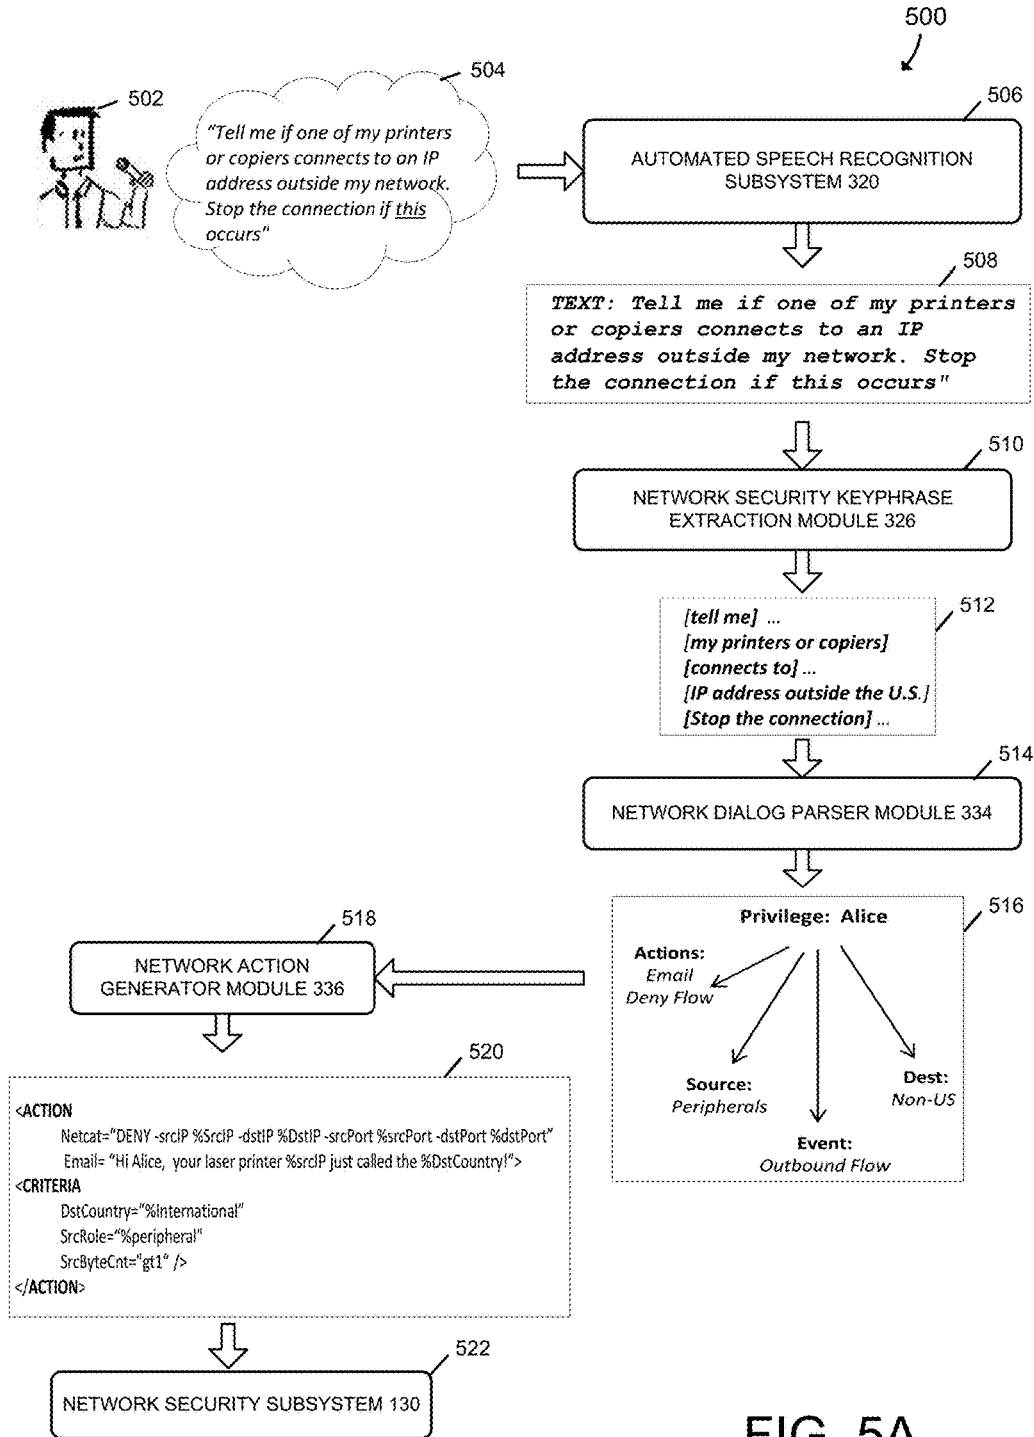 500
504
502
"Tell me if one of my printers
or copiers connects to an IP
address outside my network.
Stop the connection if this
occurs"
506
AUTOMATED SPEECH RECOGNITION
SUBSYSTEM 320
508
TEXT: Tell me if one of my printers
or copiers connects to an IP
address outside my network. Stop
the connection if this occurs"
510
NETWORK SECURITY KEYPHRASE
EXTRACTION MODULE 326
512
[tell me] ...
[my printers or copiers]
[connects to] ...
[IP address outside the U.S.]
[Stop the connection] ...
514
NETWORK DIALOG PARSER MODULE 334
516
Privilege: Alice
Actions:
Email
Deny Flow
Source:
Peripherals
Event:
Outbound Flow
Dest:
Non-US
518
NETWORK ACTION
GENERATOR MODULE 336
520
<ACTION
Netcat="DENY -srcIP %SrcIP -dstIP %DstIP -srcPort %srcPort -dstPort %dstPort"
Email= "Hi Alice, your laser printer %srcIP just called the %DstCountry!">
<CRITERIA
DstCountry="%International"
SrcRole="%peripheral"
SrcByteCnt="gt1" />
</ACTION>
522
NETWORK SECURITY SUBSYSTEM 130
FIG. 5A